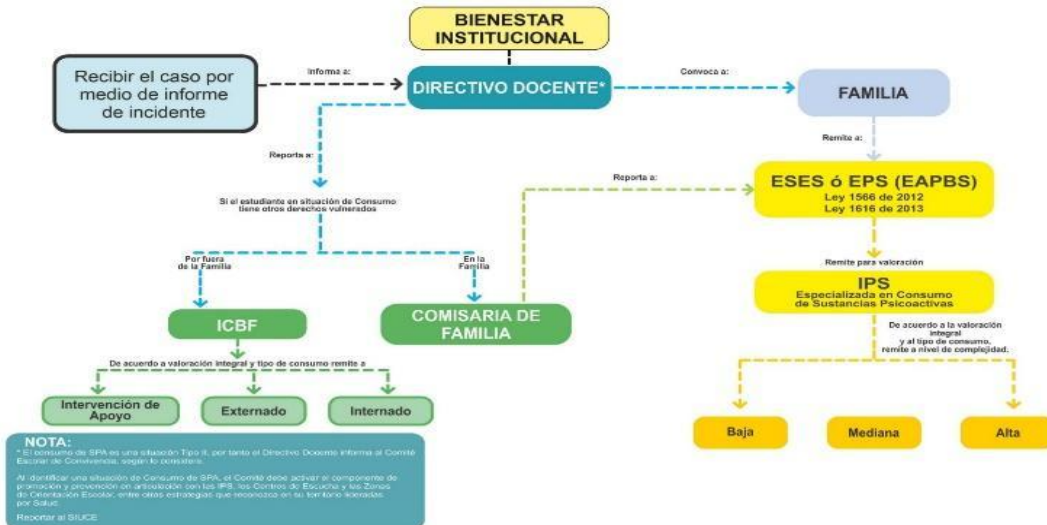 BIENESTAR
INSTITUCIONAL
Recibir el caso por
medio de informe
de incidente
Informa a:
DIRECTIVO DOCENTE*
Convoca a:
FAMILIA
Reporta a:
Remite a:
Si el estudiante en situación de Consumo
tiene otros derechos vulnerados
Reporta a:
ESES ó EPS (EAPBS)
Ley 1566 de 2012
Ley 1616 de 2013
Por fuera
de la Familia
En la
Familia
Remite para valoración
ICBF
COMISARIA DE
FAMILIA
IPS
Especializada en Consumo
de Sustancias Psicoactivas
De acuerdo a valoración integral y tipo de consumo remite a
De acuerdo a la valoración
integral
y al tipo de consumo,
remite a nivel de complejidad.
Intervención de
Apoyo
Externado
Internado
Baja
Mediana
Alta
NOTA:
* El consumo de SPA es una situación Tipo II, por tanto el Directivo Docente informa al Comité
Escolar de Convivencia, según lo considere.
Al identificar una situación de Consumo de SPA, el Comité debe activar el componente de
promoción y prevención en articulación con las IPS, los Centros de Escucha y las Zonas
de Orientación Escolar, entre otras estrategias que reconozca en su territorio lideradas
por Salud.
Reportar al SIUCE